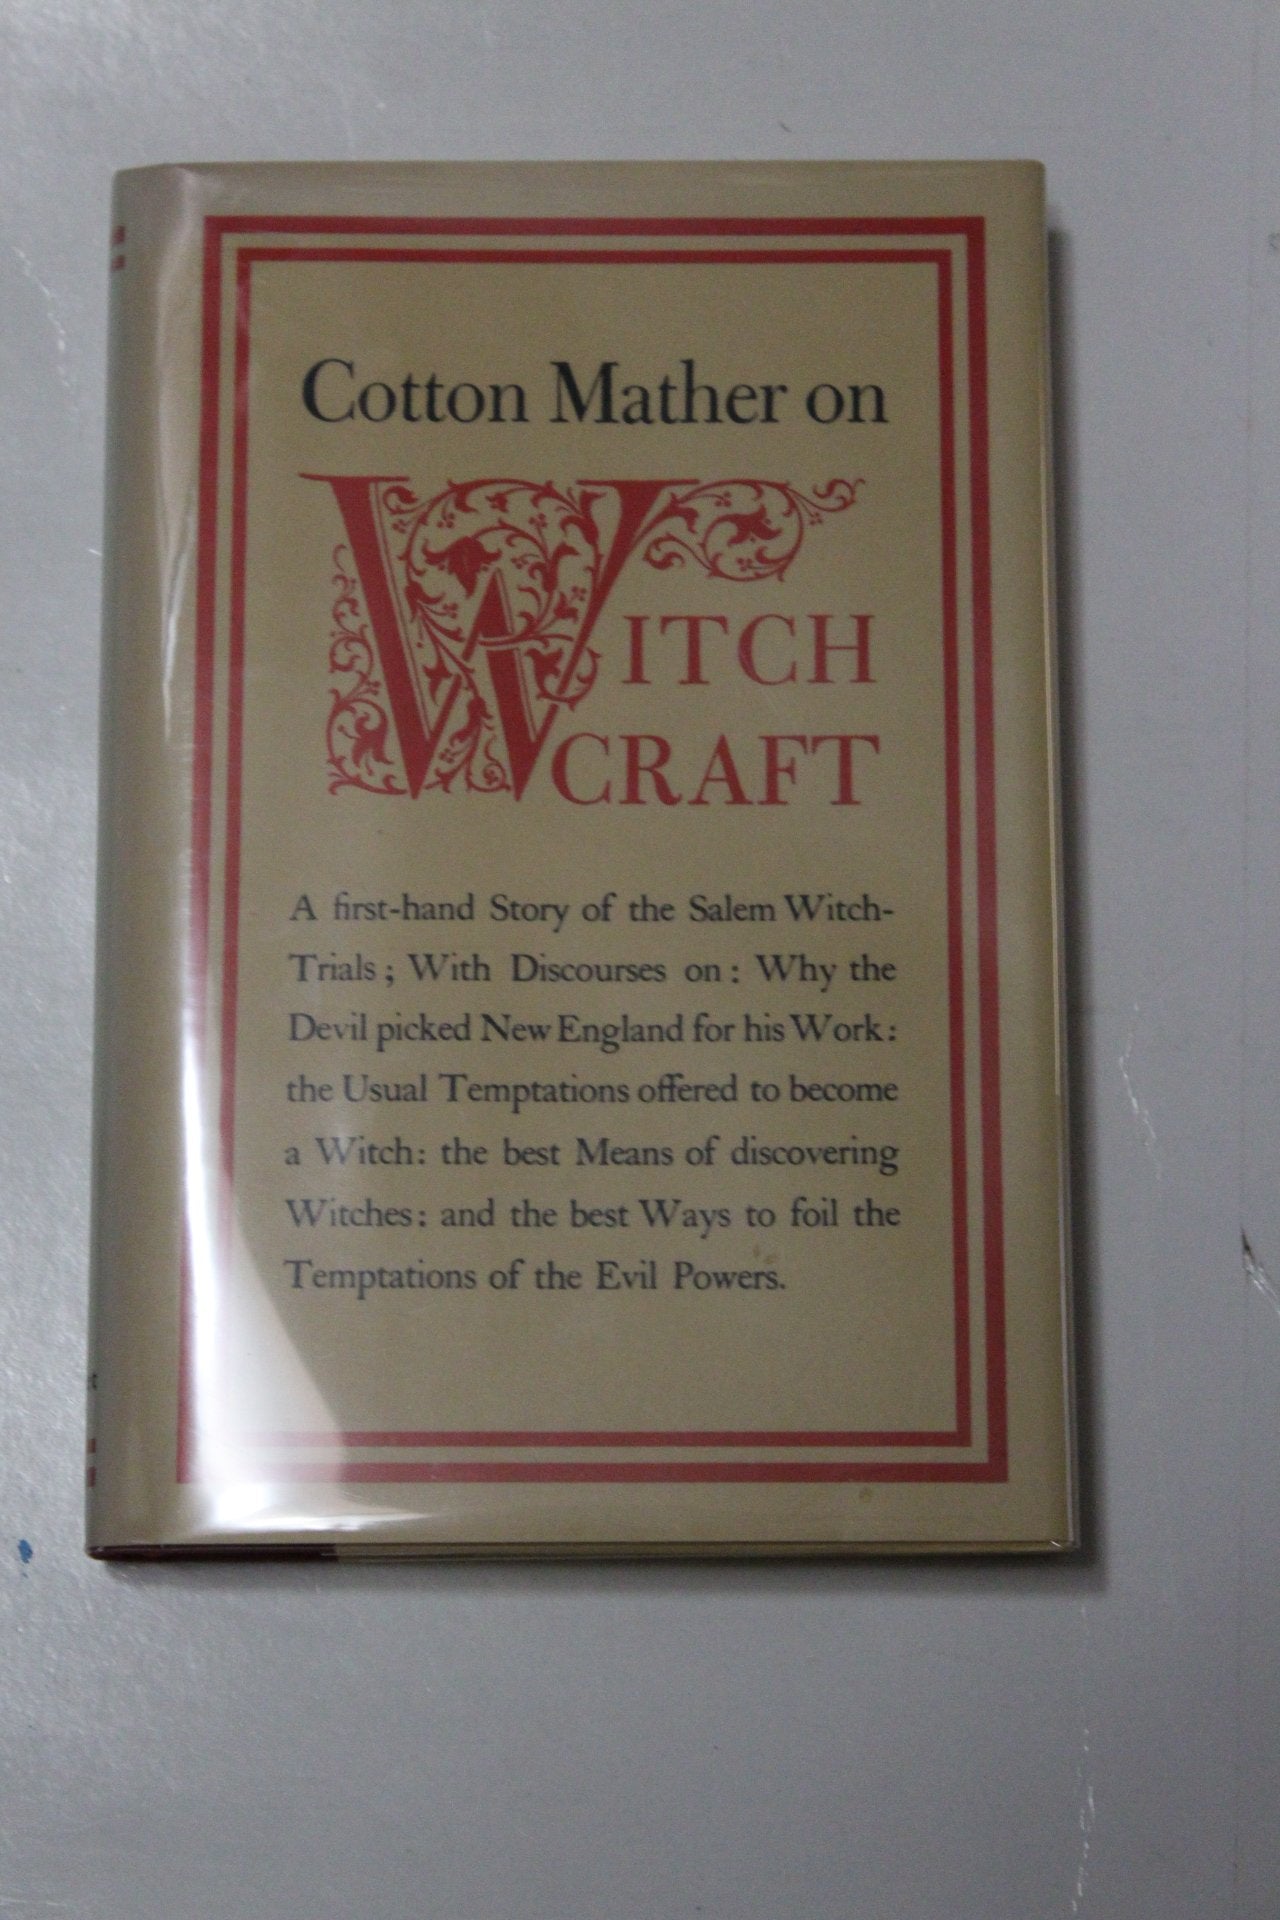 Cotton Mather on
WITCH
CRAFT
A first-hand Story of the Salem Witch-
Trials; With Discourses on: Why the
Devil picked New England for his Work:
the Usual Temptations offered to become
a Witch: the best Means of discovering
Witches: and the best Ways to foil the
Temptations of the Evil Powers.